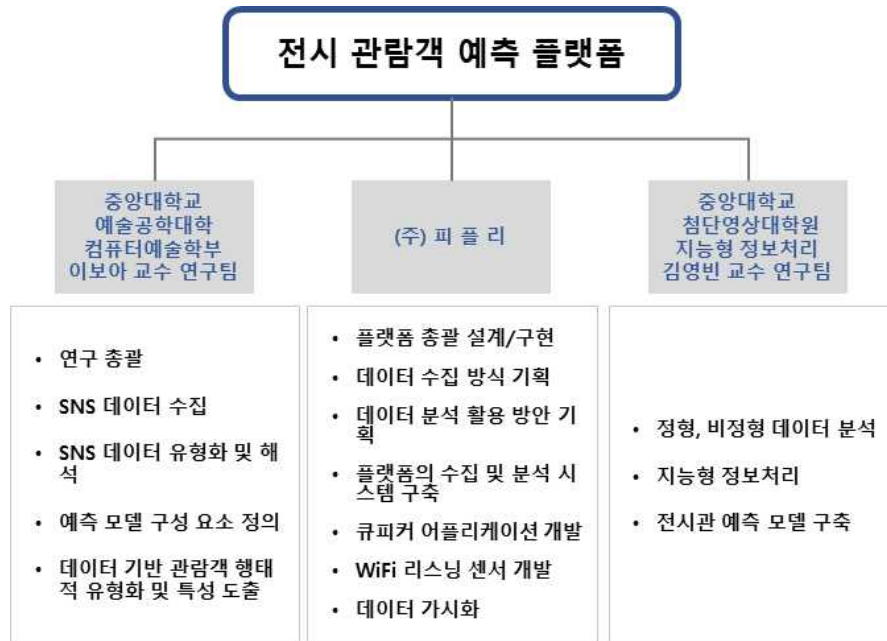 전시 관람객 예측 플랫폼
중앙대학교
예술공학대학
컴퓨터예술학부
이보아 교수 연구팀
(주) 피 플 리
중앙대학교
첨단영상대학원
지능형 정보처리
김영빈 교수 연구팀
• 연구 총괄
• SNS 데이터 수집
• SNS 데이터 유형화 및 해
석
• 예측 모델 구성 요소 정의
• 데이터 기반 관람객 행태
적 유형화 및 특성 도출
• 플랫폼 총괄 설계/구현
• 데이터 수집 방식 기획
• 데이터 분석 활용 방안 기
획
• 플랫폼의 수집 및 분석 시
스템 구축
• 큐피커 어플리케이션 개발
• WiFi 리스닝 센서 개발
• 데이터 가시화
• 정형, 비정형 데이터 분석
• 지능형 정보처리
• 전시관 예측 모델 구축